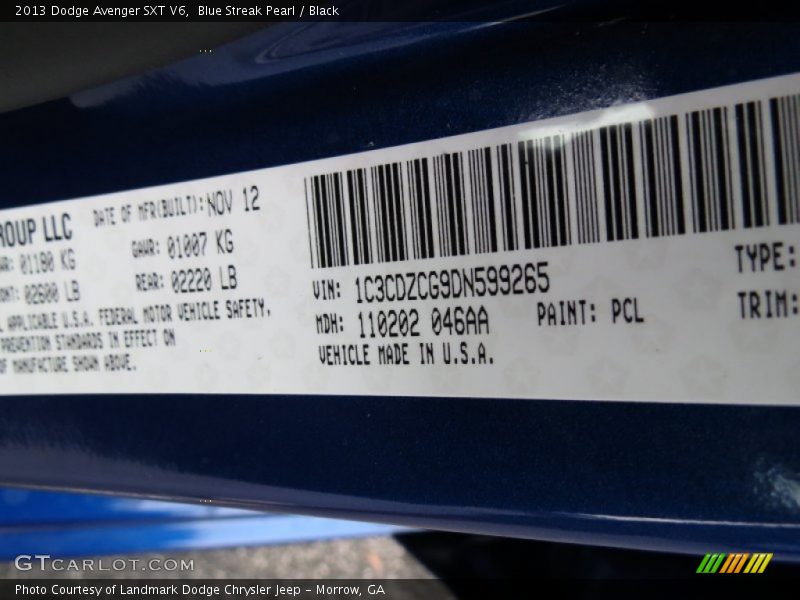 2013 Dodge Avenger SXT V6, Blue Streak Pearl / Black
ROUP LLC
DATE OF MFR(BUILT): NOV 12
01180 KG
GAWR: 01007 KG
02600 LB
REAR: 02220 LB
APPLICABLE U.S.A. FEDERAL MOTOR VEHICLE SAFETY,
PREVENTION STANDARDS IN EFFECT ON
OF MANUFACTURE SHOWN ABOVE.
VIN: 1C3CDZCG9DN599265
TYPE:
MDH: 110202 046AA
PAINT: PCL
TRIM:
VEHICLE MADE IN U.S.A.
GTCARLOT.COM
Photo Courtesy of Landmark Dodge Chrysler Jeep - Morrow, GA